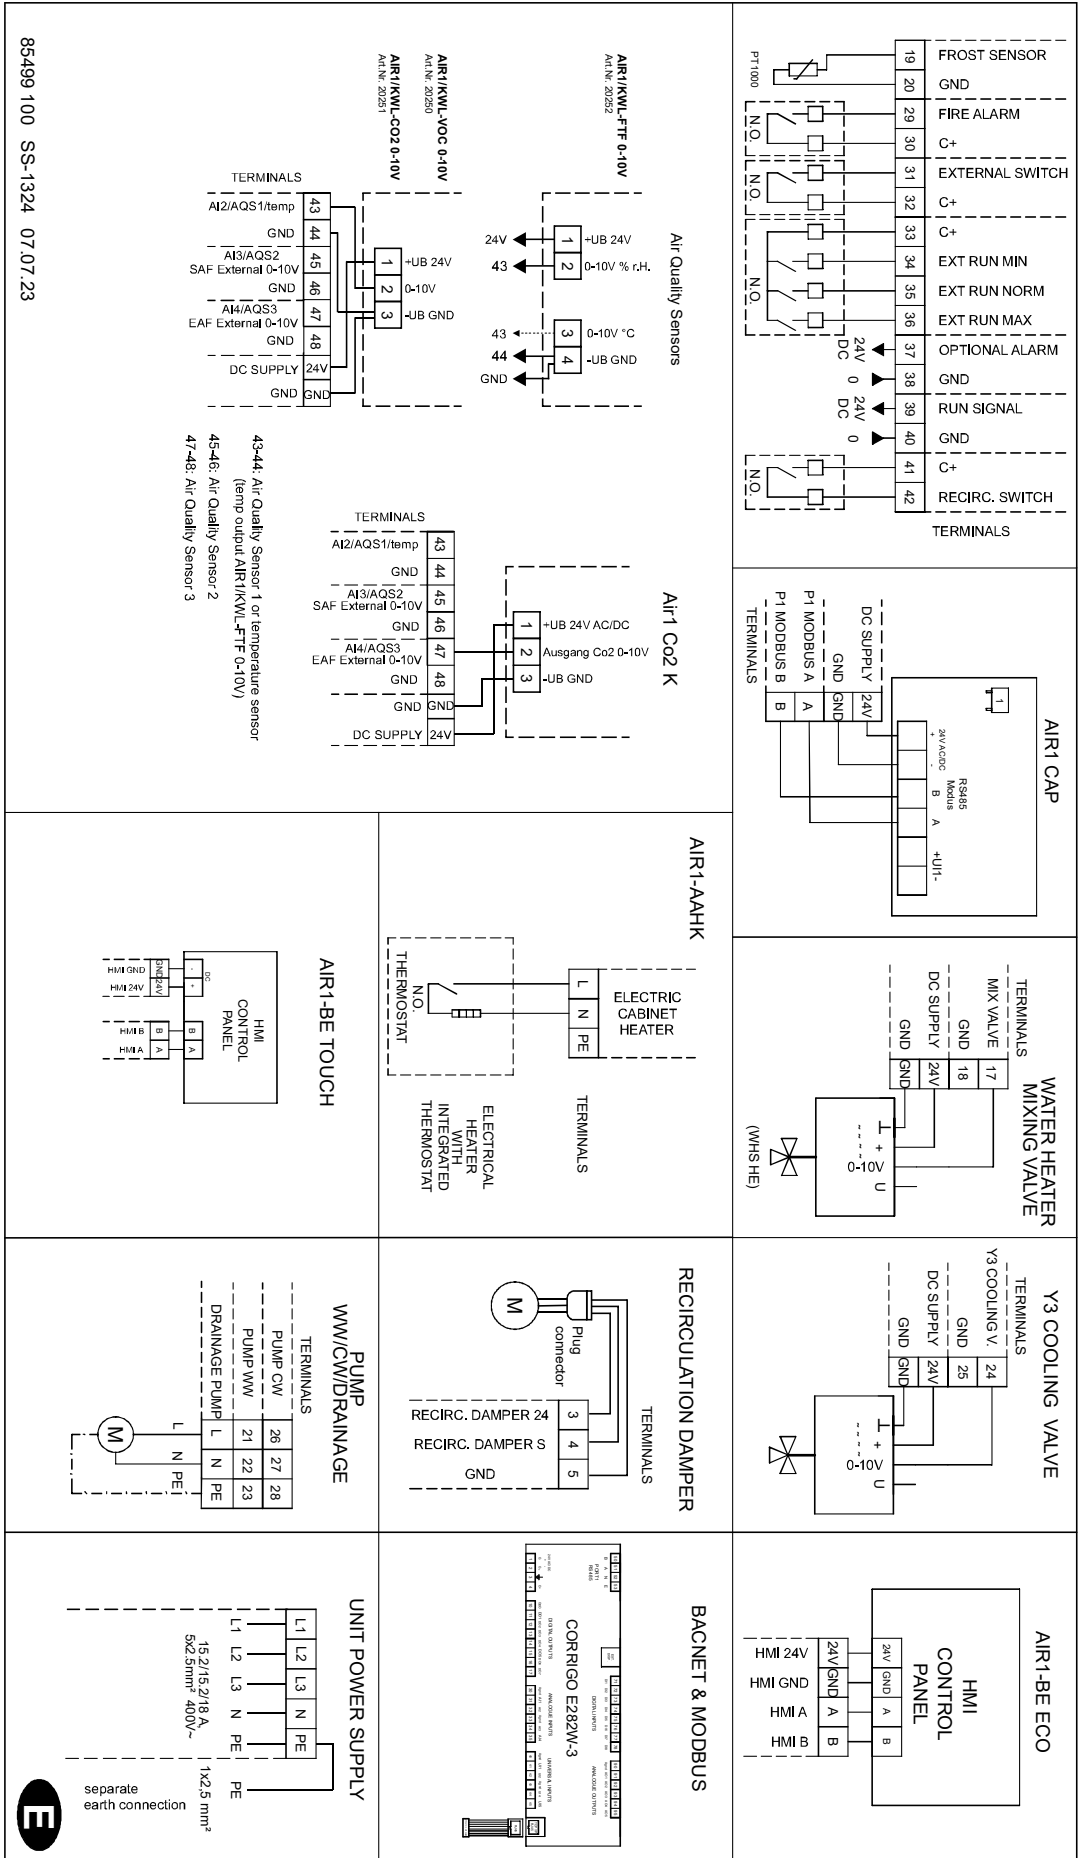 19 FROST SENSOR
20 GND
29 FIRE ALARM
30 C+
31 EXTERNAL SWITCH
32 C+
33 C+
34 EXT RUN MIN
35 EXT RUN NORM
36 EXT RUN MAX
37 OPTIONAL ALARM
38 GND
39 RUN SIGNAL
40 GND
41 C+
42 RECIRC. SWITCH
TERMINALS
PT1000
N.O.
N.O.
N.O.
24V DC
0
24V DC
0
N.O.
Air Quality Sensors
AIR1/KWL-FTF 0-10V
Art.Nr. 20252
24V 1 +UB 24V
43 2 0-10V % r.H.
43 3 0-10V °C
44 4 -UB GND
GND
AIR1/KWL-VOC 0-10V
Art.Nr. 20250
AIR1/KWL-CO2 0-10V
Art.Nr. 20251
TERMINALS
AI2/AQS1/temp 43
GND 44
AI3/AQS2
SAF External 0-10V 45
GND 46
AI4/AQS3
EAF External 0-10V 47
GND 48
DC SUPPLY 24V
GND GND
1 +UB 24V
2 0-10V
3 -UB GND
Air1 Co2 K
TERMINALS
AI2/AQS1/temp 43
GND 44
AI3/AQS2
SAF External 0-10V 45
GND 46
AI4/AQS3
EAF External 0-10V 47
GND 48
GND GND
DC SUPPLY 24V
1 +UB 24V AC/DC
2 Ausgang Co2 0-10V
3 -UB GND
43-44: Air Quality Sensor 1 or temperature sensor
(temp output AIR1/KWL-FTF 0-10V)
45-46: Air Quality Sensor 2
47-48: Air Quality Sensor 3
85499 100 SS-1324 07.07.23
AIR1 CAP
1
24V AC/DC
+ -
RS485
Modus
B A
+UI1-
DC SUPPLY 24V
GND GND
P1 MODBUS A A
P1 MODBUS B B
TERMINALS
AIR1-AAHK
ELECTRIC
CABINET
HEATER
L
N
PE
TERMINALS
N.O.
THERMOSTAT
ELECTRICAL
HEATER
WITH
INTEGRATED
THERMOSTAT
AIR1-BE TOUCH
HMI
CONTROL
PANEL
DC
- +
B A
HMI GND GND
HMI 24V 24V
HMI B B
HMI A A
WATER HEATER
MIXING VALVE
TERMINALS
MIX VALVE 17
GND 18
DC SUPPLY 24V
GND GND
+
0-10V
U
(WHS HE)
Y3 COOLING VALVE
TERMINALS
Y3 COOLING V. 24
GND 25
DC SUPPLY 24V
GND GND
+
0-10V
U
RECIRCULATION DAMPER
TERMINALS
M
Plug
connector
RECIRC. DAMPER 24 3
RECIRC. DAMPER S 4
GND 5
PUMP
WW/CW/DRAINAGE
TERMINALS
PUMP CW 26 27 28
PUMP WW 21 22 23
DRAINAGE PUMP L N PE
L N PE
M
AIR1-BE ECO
HMI
CONTROL
PANEL
HMI 24V 24V 24V
HMI GND GND GND
HMI A A A
HMI B B B
BACNET & MODBUS
CORRIGO E282W-3
PORT1
RS485
B A N E
DIGITAL INPUTS
ANALOGUE OUTPUTS
DIGITAL OUTPUTS
ANALOGUE INPUTS
UNIVERSAL INPUTS
UNIT POWER SUPPLY
L1 L2 L3 N PE
L1 L2 L3 N PE PE
15.2/15.2/18 A,
5x2.5mm² 400V~
1x2,5 mm²
separate
earth connection
E